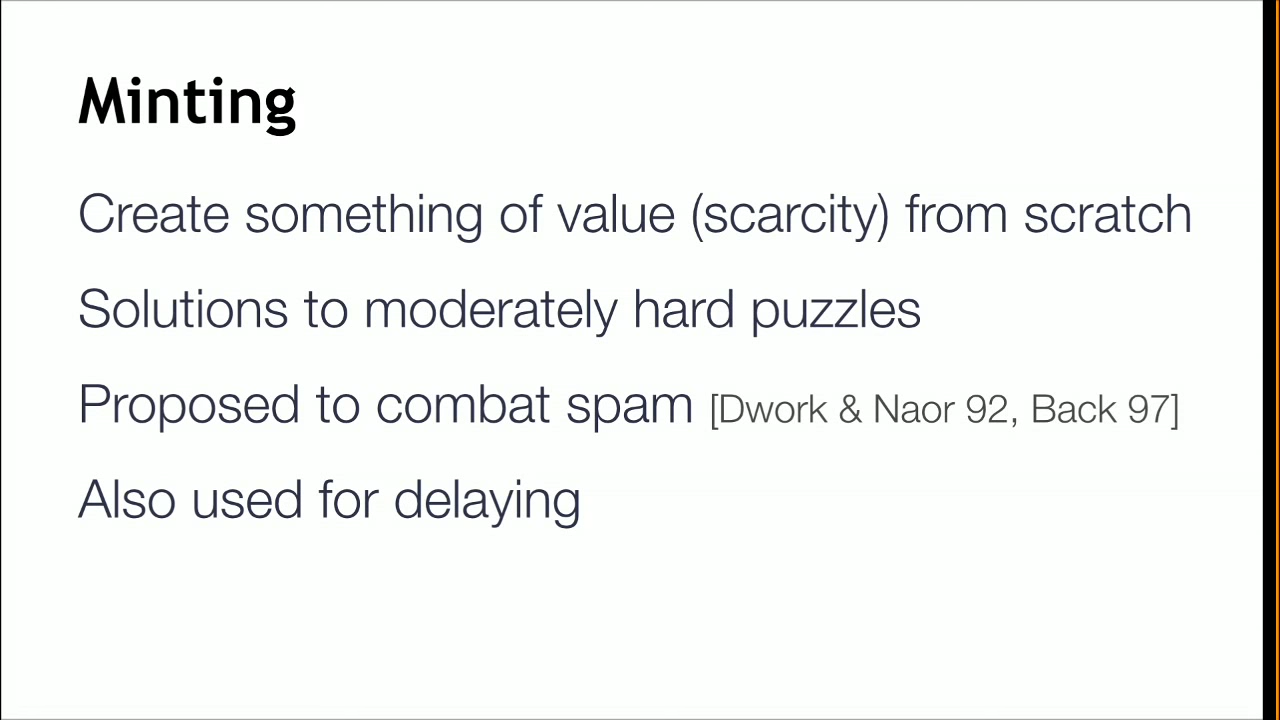 Minting
Create something of value (scarcity) from scratch
Solutions to moderately hard puzzles
Proposed to combat spam [Dwork & Naor 92, Back 97]
Also used for delaying